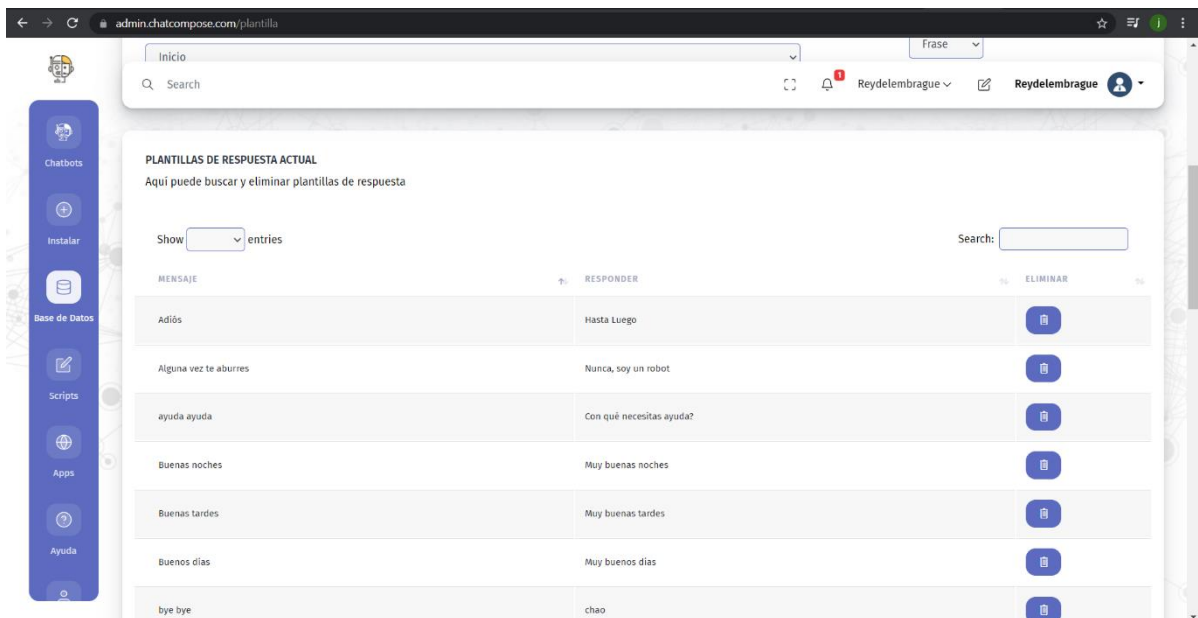 admin.chatcompose.com/plantilla
j
Inicio
Frase
Search
1
Reydelembrague
Reydelembrague
Chatbots
Instalar
Base de Datos
Scripts
Apps
Ayuda
PLANTILLAS DE RESPUESTA ACTUAL
Aquí puede buscar y eliminar plantillas de respuesta
Show entries
Search:
MENSAJE RESPONDER ELIMINAR
Adiós Hasta Luego
Alguna vez te aburres Nunca, soy un robot
ayuda ayuda Con qué necesitas ayuda?
Buenas noches Muy buenas noches
Buenas tardes Muy buenas tardes
Buenos días Muy buenos días
bye bye chao